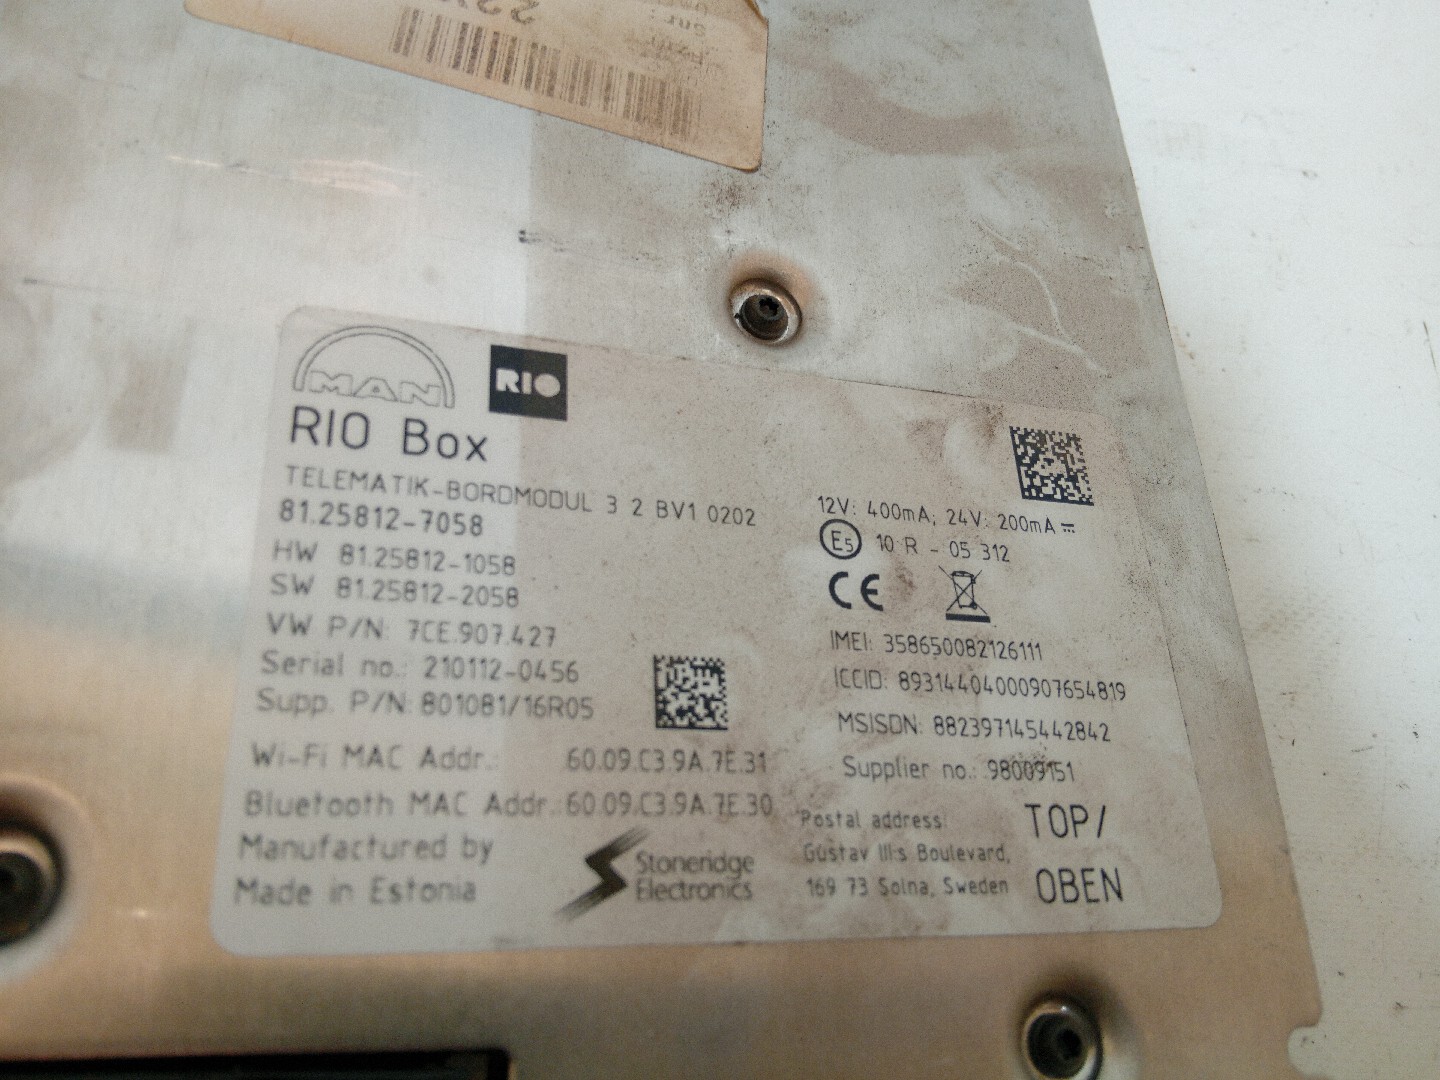 MAN
RIO
RIO Box
TELEMATIK-BORDMODUL 3 2 BV1 0202
81.25812-7058
HW 81.25812-1058
SW 81.25812-2058
VW P/N: 7CE.907.427
Serial no.: 210112-0456
Supp. P/N: 801081/16R05
Wi-Fi MAC Addr.: 60.09.C3.9A.7E.31
Bluetooth MAC Addr.: 60.09.C3.9A.7E.30
Manufactured by
Made in Estonia
Stoneridge
Electronics
12V: 400mA; 24V: 200mA
E5 10 R - 05 312
CE
IMEI: 358650082126111
ICCID: 89314404000907654819
MSISDN: 882397145442842
Supplier no.: 98009151
Postal address:
Gustav III:s Boulevard,
169 73 Solna, Sweden
TOP/
OBEN